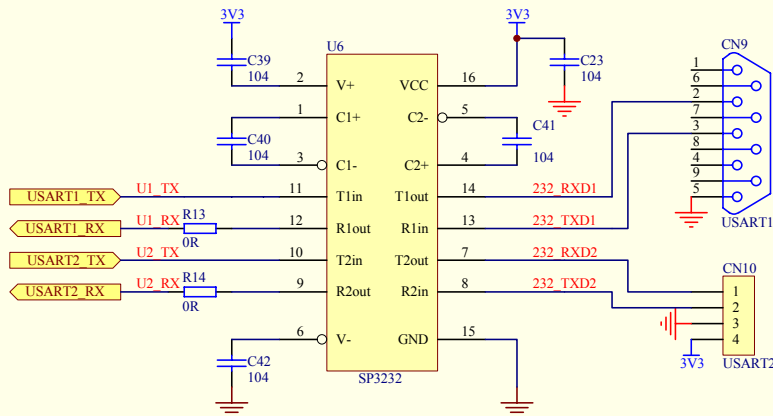 3V3
3V3
U6
CN9
C39
104
C23
104
2
V+
VCC
16
1
6
2
7
3
8
4
9
5
1
C1+
C2-
5
C40
104
C41
104
3
C1-
C2+
4
USART1_TX
U1_TX
11
T1in
T1out
14
232_RXD1
USART1_RX
U1_RX
R13
0R
12
R1out
R1in
13
232_TXD1
USART1
USART2_TX
U2_TX
10
T2in
T2out
7
232_RXD2
CN10
USART2_RX
U2_RX
R14
0R
9
R2out
R2in
8
232_TXD2
1
2
3
4
6
V-
GND
15
C42
104
3V3
USART2
SP3232